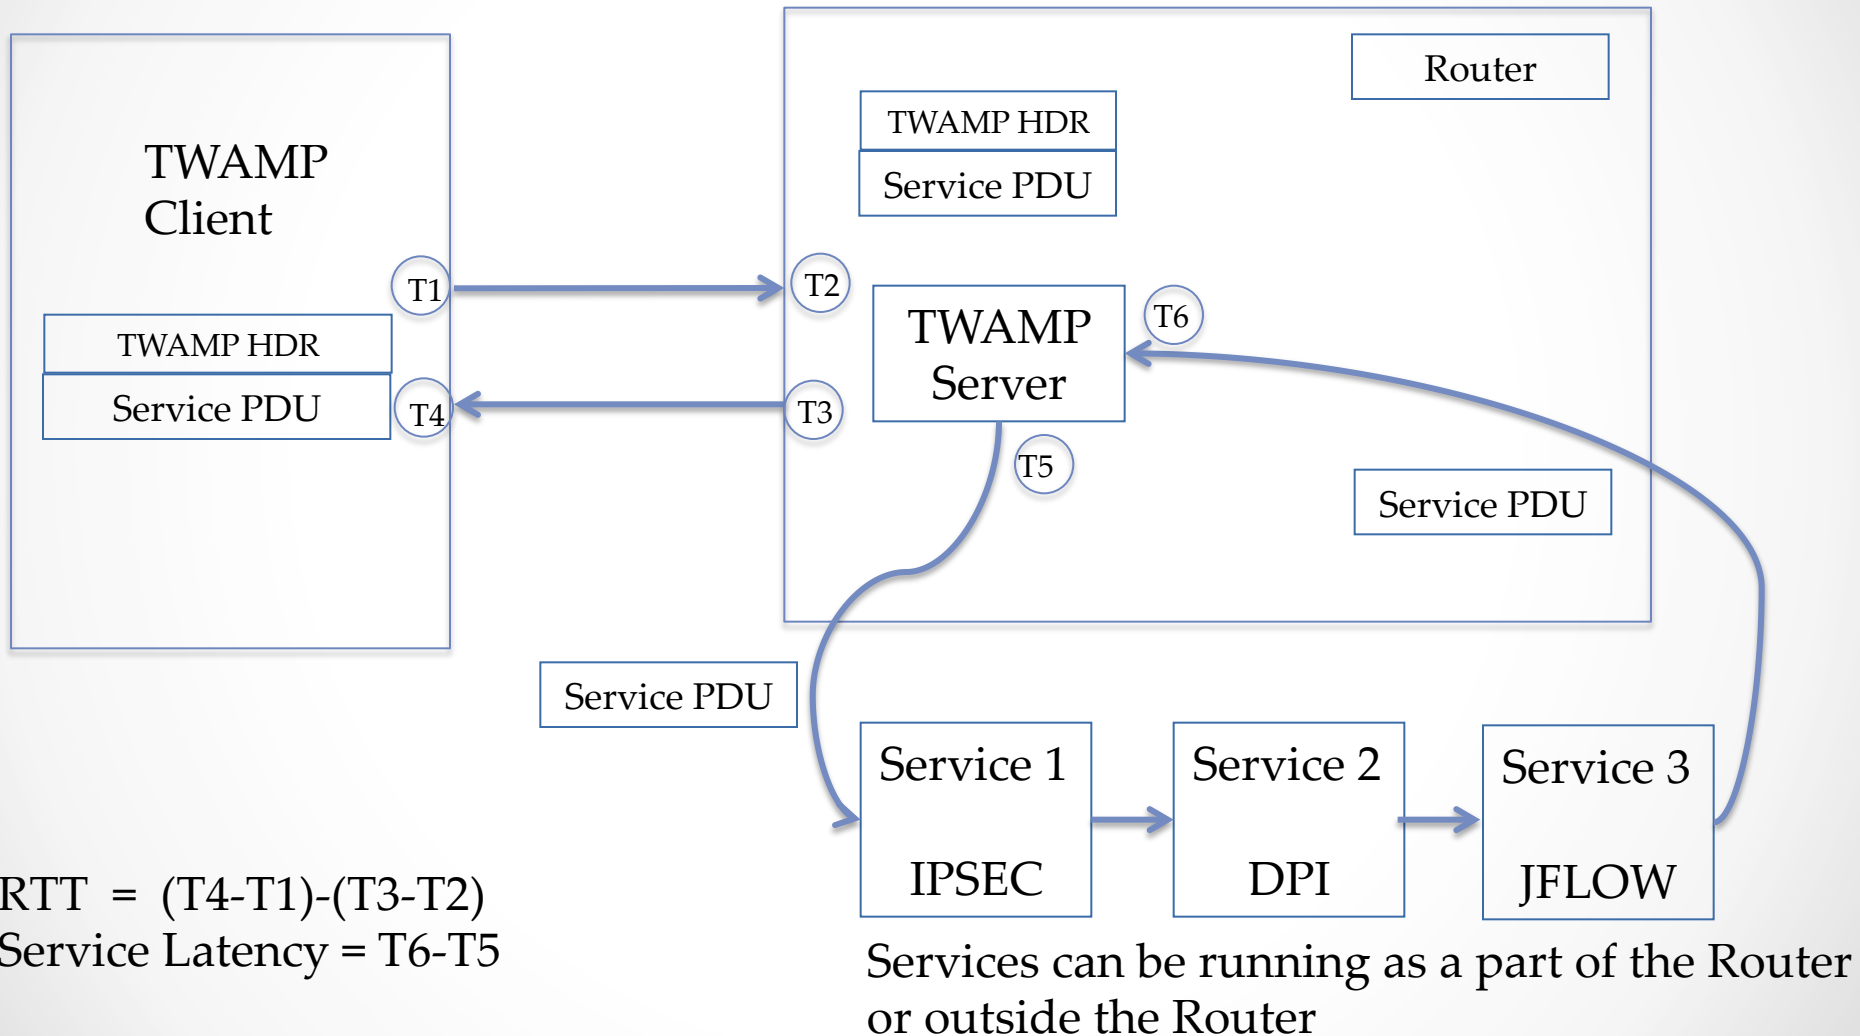 Router
TWAMP HDR
Service PDU
TWAMP
Client
T1
T2
TWAMP
Server
T6
TWAMP HDR
Service PDU
T4
T3
T5
Service PDU
Service PDU
Service 1
IPSEC
Service 2
DPI
Service 3
JFLOW
RTT = (T4-T1)-(T3-T2)
Service Latency = T6-T5
Services can be running as a part of the Router
or outside the Router